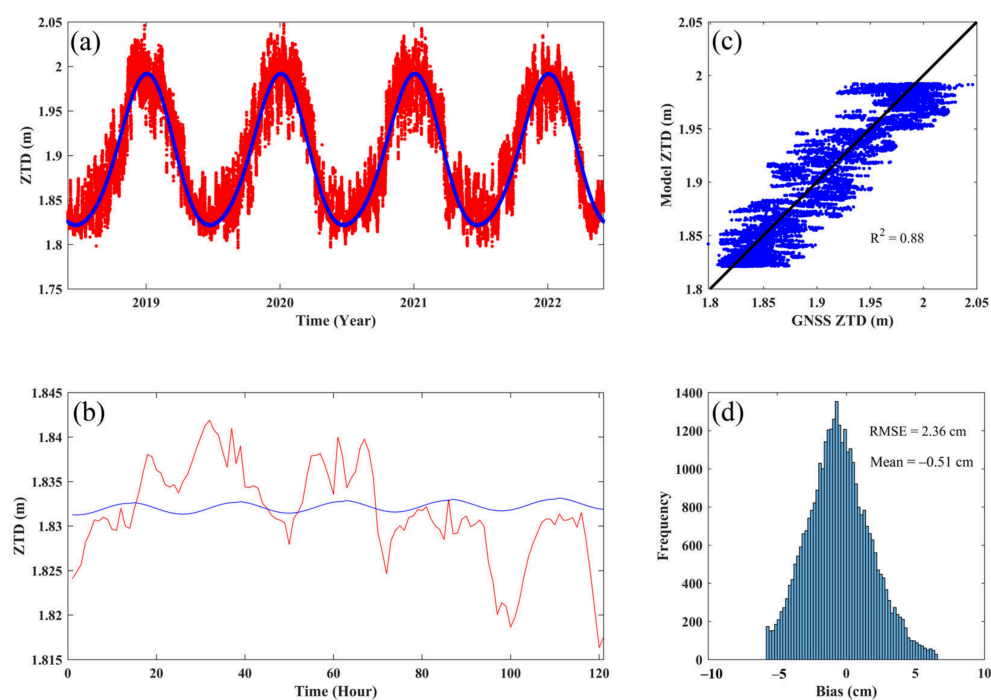 (a)
2.05
2
1.95
1.9
1.85
1.8
1.75
ZTD (m)
2019 2020 2021 2022
Time (Year)
(c)
2.05
2
1.95
1.9
1.85
1.8
Model ZTD (m)
R² = 0.88
1.8 1.85 1.9 1.95 2 2.05
GNSS ZTD (m)
(b)
1.845
1.84
1.835
1.83
1.825
1.82
1.815
ZTD (m)
0 20 40 60 80 100 120
Time (Hour)
(d)
1400
1200
1000
800
600
400
200
0
Frequency
RMSE = 2.36 cm
Mean = –0.51 cm
–10 –5 0 5 10
Bias (cm)